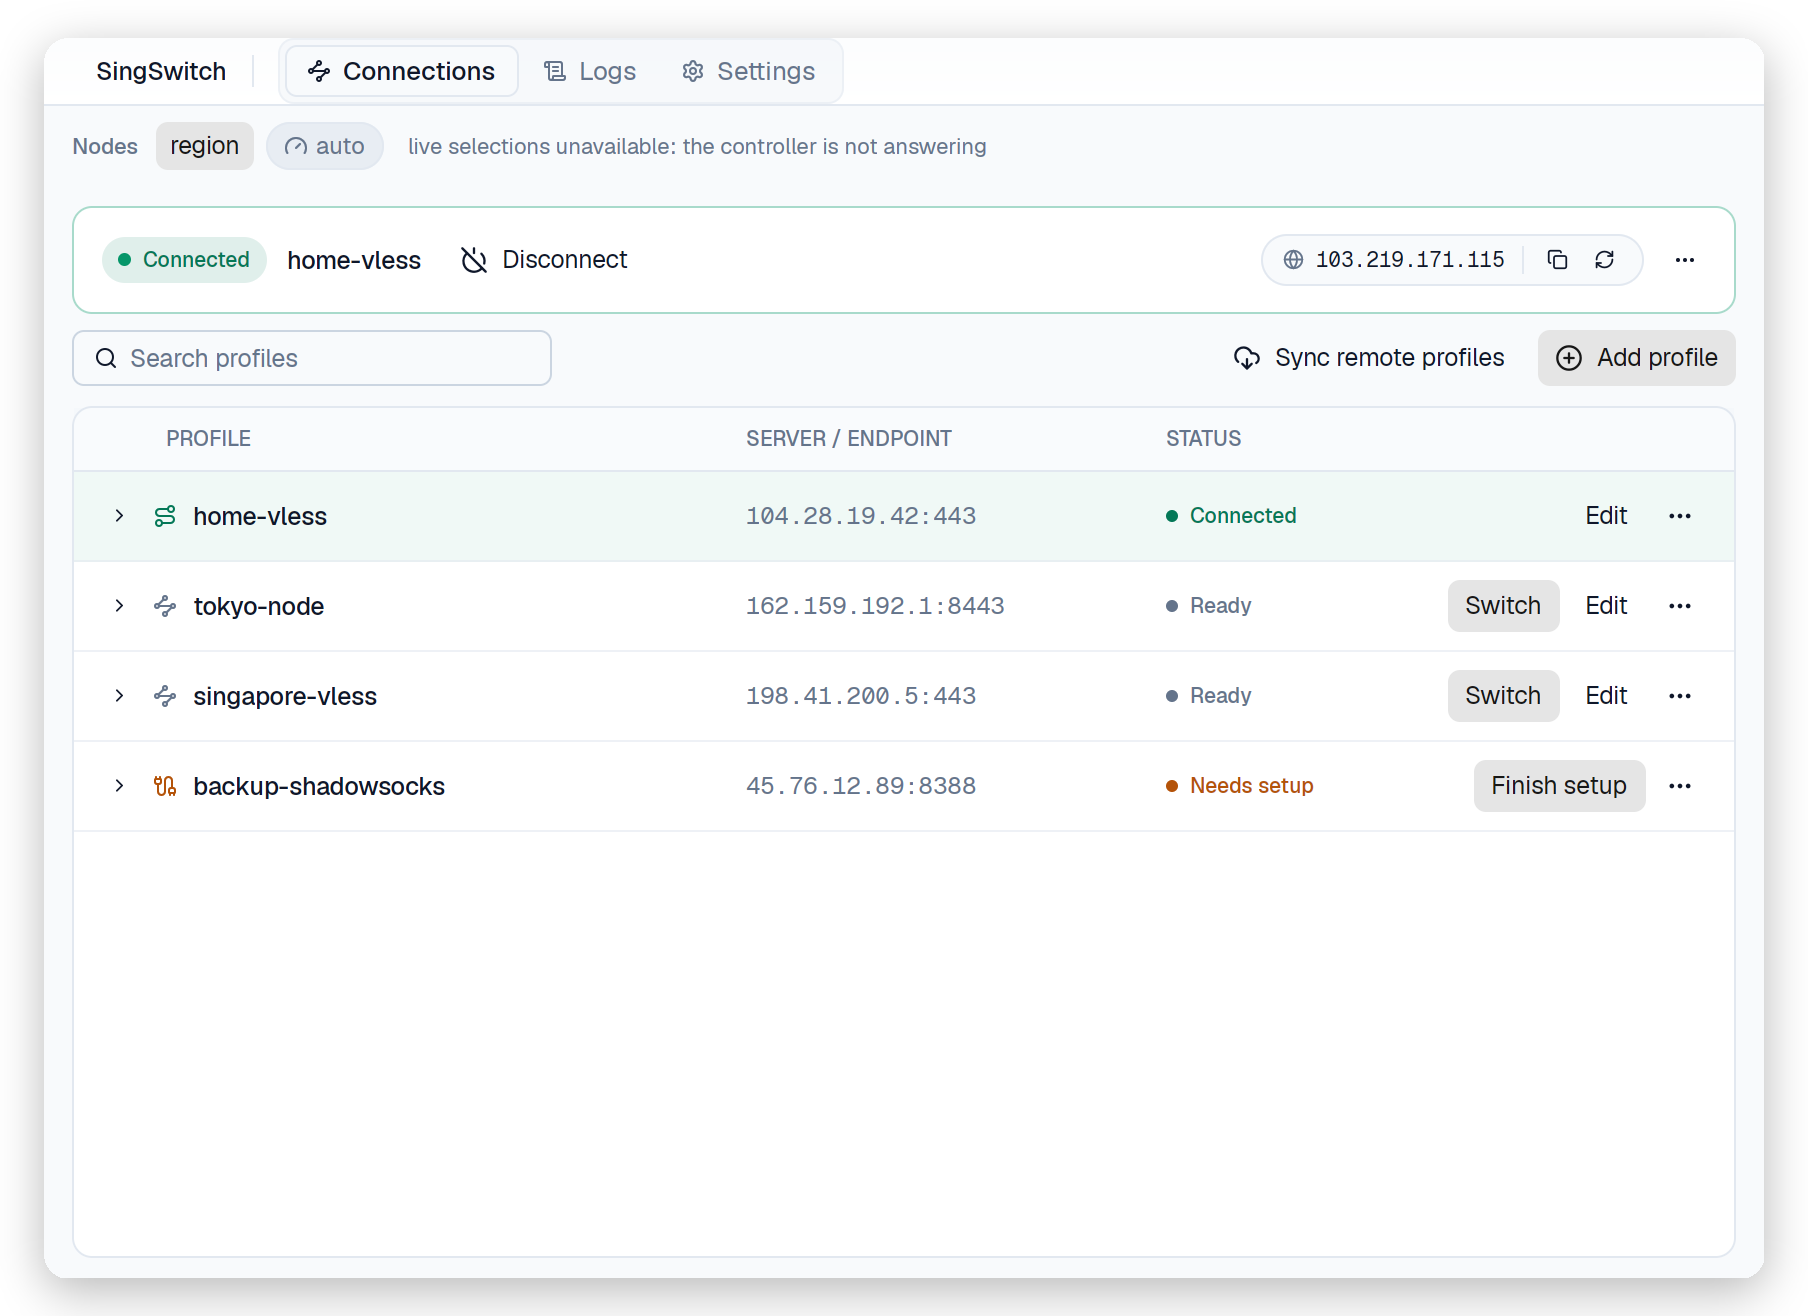 SingSwitch Connections Logs Settings
Nodes region auto live selections unavailable: the controller is not answering
Connected home-vless Disconnect 103.219.171.115
Search profiles Sync remote profiles Add profile
PROFILE SERVER / ENDPOINT STATUS
home-vless 104.28.19.42:443 Connected Edit
tokyo-node 162.159.192.1:8443 Ready Switch Edit
singapore-vless 198.41.200.5:443 Ready Switch Edit
backup-shadowsocks 45.76.12.89:8388 Needs setup Finish setup